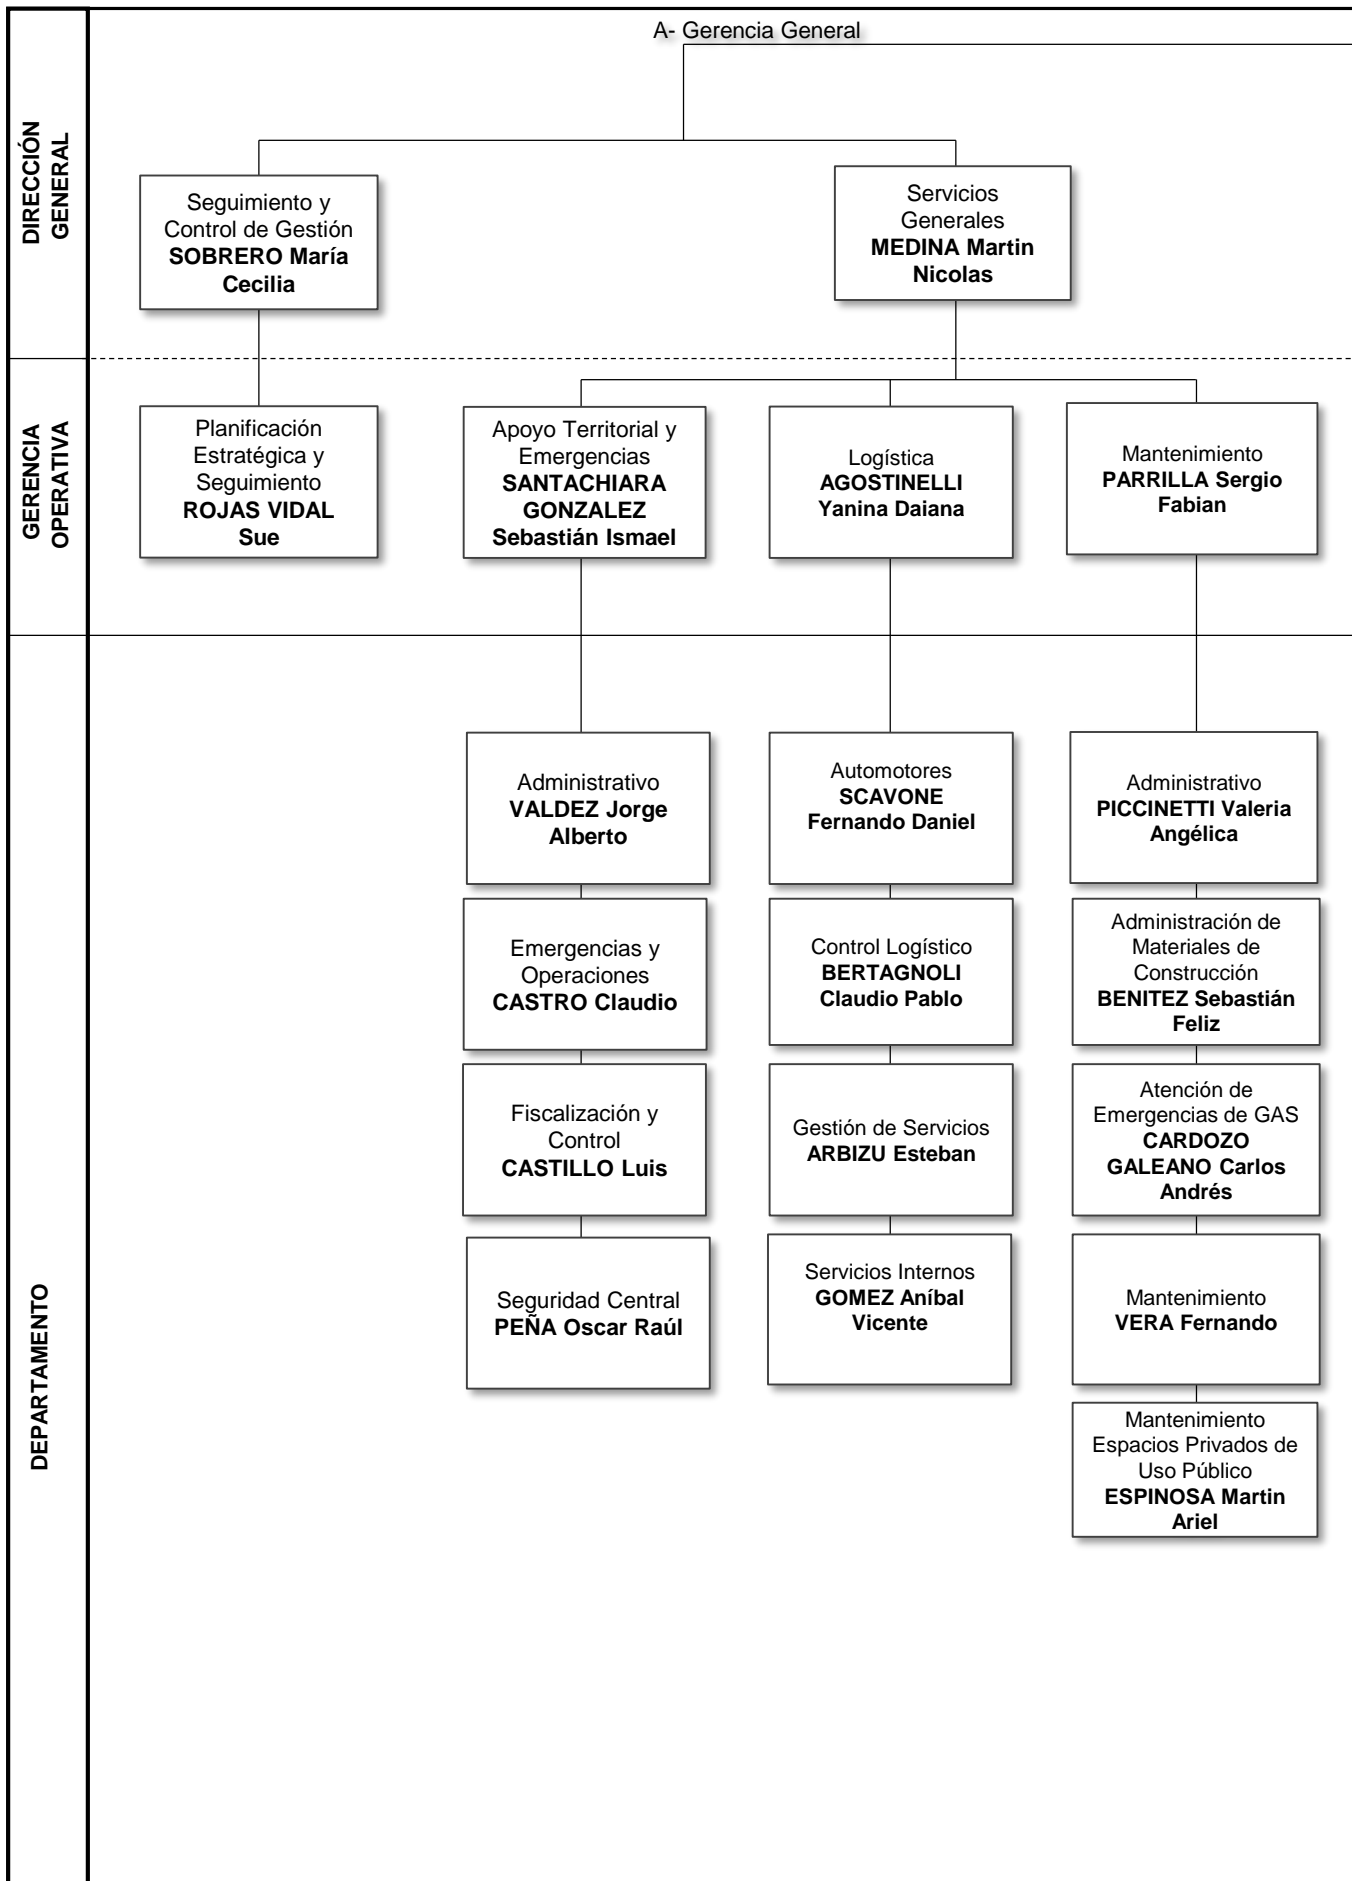 A- Gerencia General
DIRECCIÓN
GENERAL
Seguimiento y
Control de Gestión
SOBRERO María
Cecilia
Servicios
Generales
MEDINA Martin
Nicolas
GERENCIA
OPERATIVA
Planificación
Estratégica y
Seguimiento
ROJAS VIDAL
Sue
Apoyo Territorial y
Emergencias
SANTACHIARA
GONZALEZ
Sebastián Ismael
Logística
AGOSTINELLI
Yanina Daiana
Mantenimiento
PARRILLA Sergio
Fabian
DEPARTAMENTO
Administrativo
VALDEZ Jorge
Alberto
Automotores
SCAVONE
Fernando Daniel
Administrativo
PICCINETTI Valeria
Angélica
Emergencias y
Operaciones
CASTRO Claudio
Control Logístico
BERTAGNOLI
Claudio Pablo
Administración de
Materiales de
Construcción
BENITEZ Sebastián
Feliz
Fiscalización y
Control
CASTILLO Luis
Gestión de Servicios
ARBIZU Esteban
Atención de
Emergencias de GAS
CARDOZO
GALEANO Carlos
Andrés
Seguridad Central
PEÑA Oscar Raúl
Servicios Internos
GOMEZ Aníbal
Vicente
Mantenimiento
VERA Fernando
Mantenimiento
Espacios Privados de
Uso Público
ESPINOSA Martin
Ariel